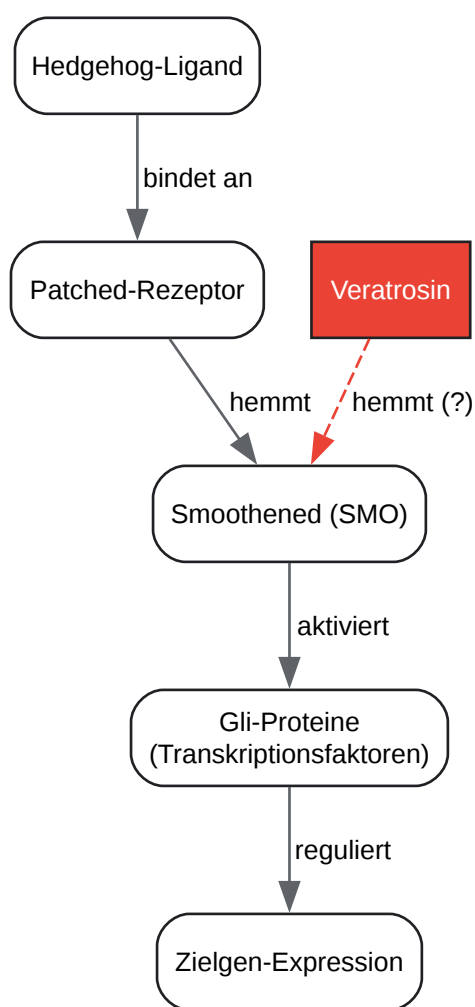 Hedgehog-Ligand
bindet an
Patched-Rezeptor
Veratrosin
hemmt
hemmt (?)
Smoothened (SMO)
aktiviert
Gli-Proteine
(Transkriptionsfaktoren)
reguliert
Zielgen-Expression